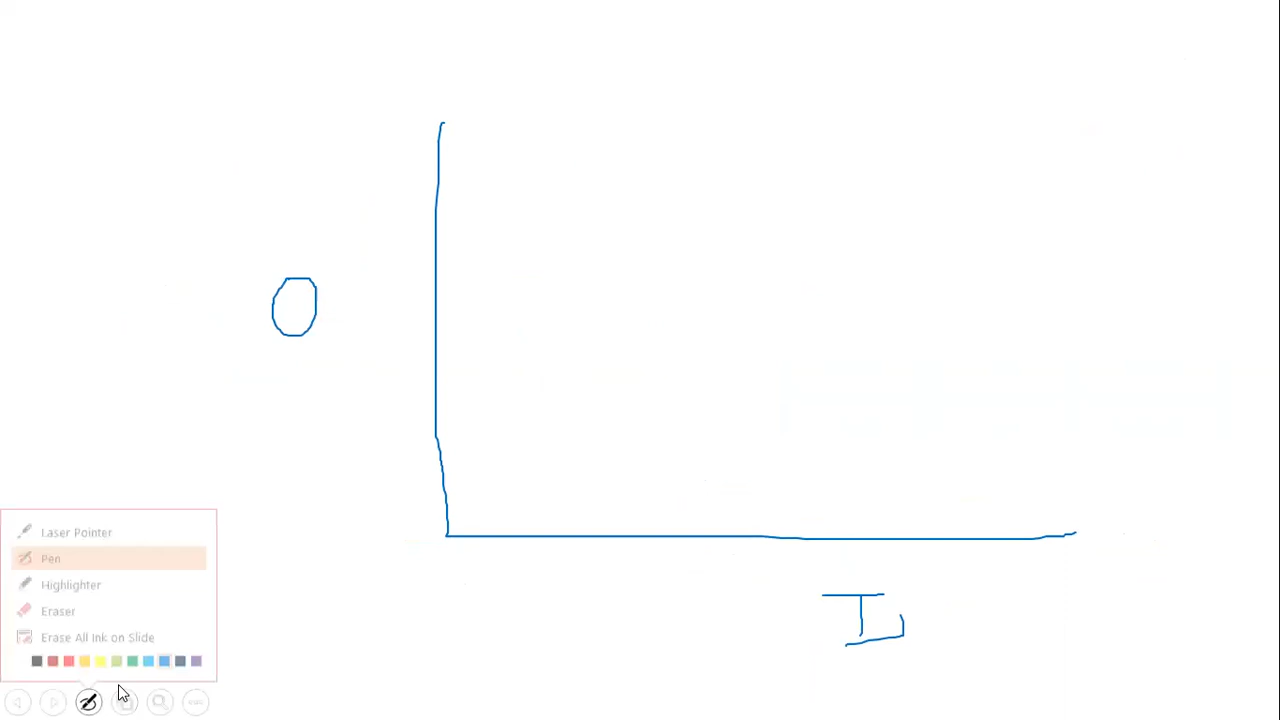 O
Laser Pointer
Pen
Highlighter
Eraser
Erase All Ink on Slide
I